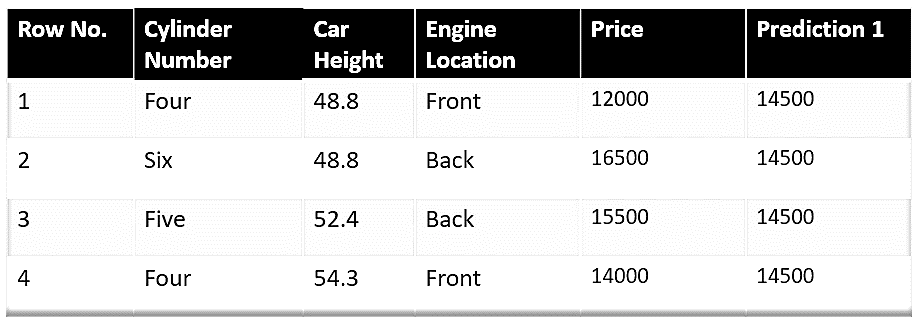 Row No. Cylinder Number Car Height Engine Location Price Prediction 1
1 Four 48.8 Front 12000 14500
2 Six 48.8 Back 16500 14500
3 Five 52.4 Back 15500 14500
4 Four 54.3 Front 14000 14500